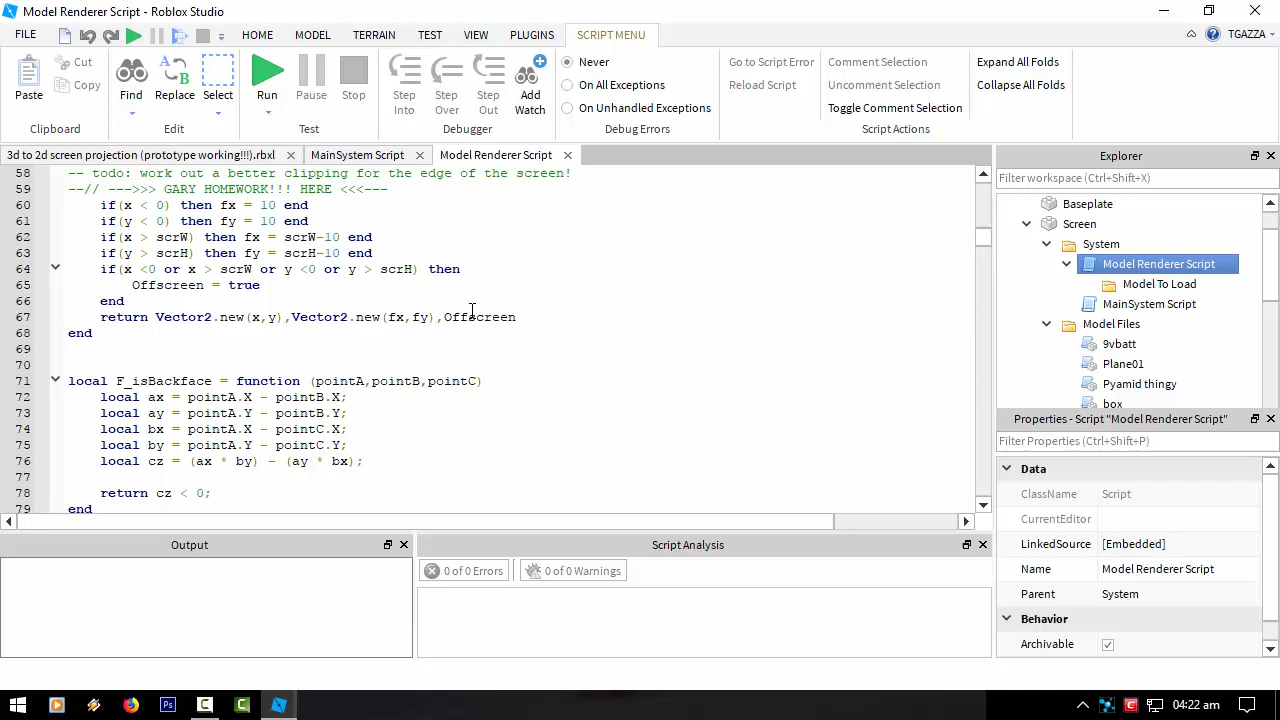 Model Renderer Script - Roblox Studio
FILE HOME MODEL TERRAIN TEST VIEW PLUGINS SCRIPT MENU TGAZZA
Paste Cut Copy Find Replace Select Run Pause Stop Step Into Step Over Step Out Add Watch
Never
On All Exceptions
On Unhandled Exceptions
Go to Script Error
Reload Script
Comment Selection
Uncomment Selection
Toggle Comment Selection
Expand All Folds
Collapse All Folds
Clipboard Edit Test Debugger Debug Errors Script Actions
3d to 2d screen projection (prototype working!!!).rbxl MainSystem Script Model Renderer Script
58 -- todo: work out a better clipping for the edge of the screen!
59 --// --->>> GARY HOMEWORK!!! HERE <<<---
60 if(x < 0) then fx = 10 end
61 if(y < 0) then fy = 10 end
62 if(x > scrW) then fx = scrW-10 end
63 if(y > scrH) then fy = scrH-10 end
64 if(x <0 or x > scrW or y <0 or y > scrH) then
65 Offscreen = true
66 end
67 return Vector2.new(x,y),Vector2.new(fx,fy),Offscreen
68 end
69
70
71 local F_isBackface = function (pointA,pointB,pointC)
72 local ax = pointA.X - pointB.X;
73 local ay = pointA.Y - pointB.Y;
74 local bx = pointA.X - pointC.X;
75 local by = pointA.Y - pointC.Y;
76 local cz = (ax * by) - (ay * bx);
77
78 return cz < 0;
79 end
Explorer
Filter workspace (Ctrl+Shift+X)
Baseplate
Screen
System
Model Renderer Script
Model To Load
MainSystem Script
Model Files
9vbatt
Plane01
Pyamid thingy
box
Properties - Script "Model Renderer Script"
Filter Properties (Ctrl+Shift+P)
Data
ClassName Script
CurrentEditor
LinkedSource [Embedded]
Name Model Renderer Script
Parent System
Behavior
Archivable
Output
Script Analysis
0 of 0 Errors 0 of 0 Warnings
Ps
04:22 am